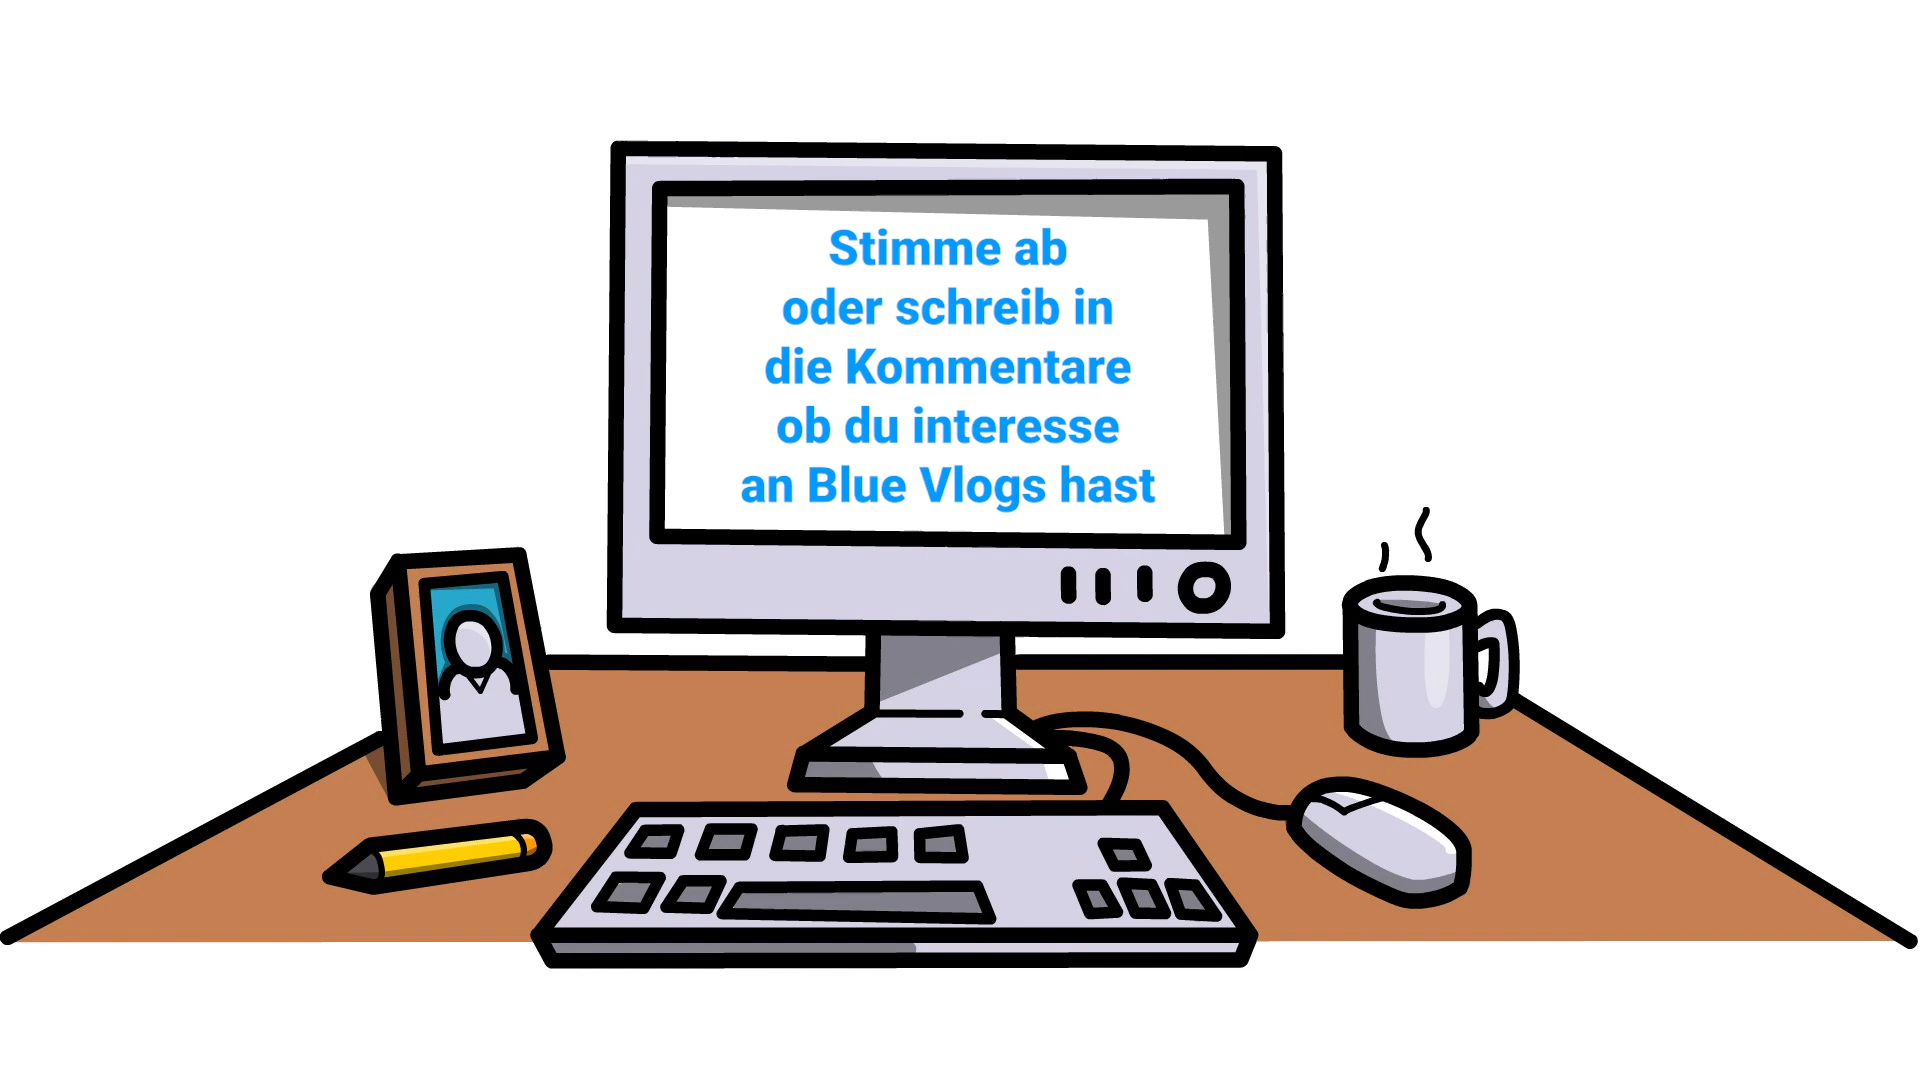 Stimme ab
oder schreib in
die Kommentare
ob du interesse
an Blue Vlogs hast